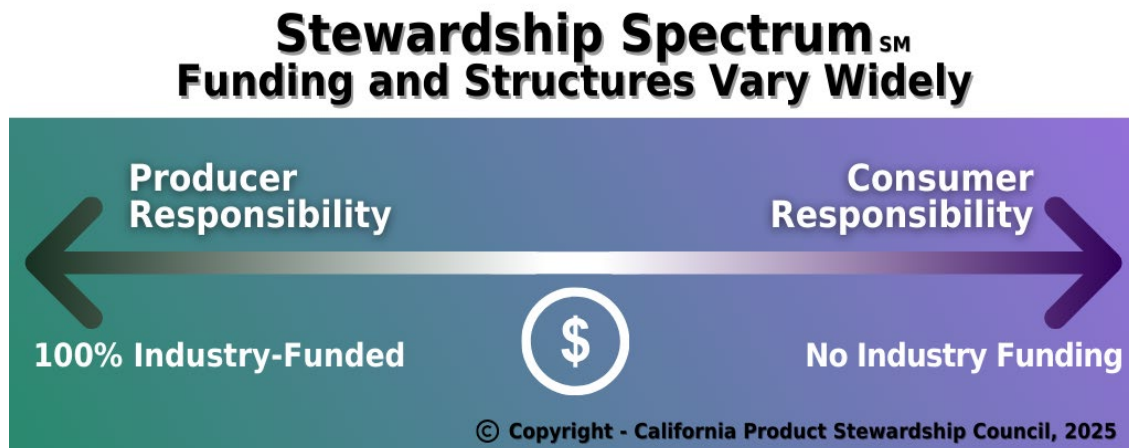 Stewardship Spectrum SM
Funding and Structures Vary Widely
Producer
Responsibility
Consumer
Responsibility
100% Industry-Funded
$
No Industry Funding
© Copyright - California Product Stewardship Council, 2025